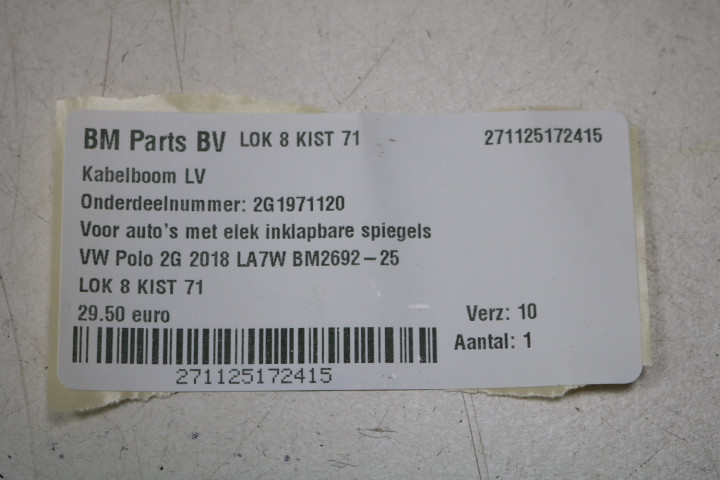 BM Parts BV LOK 8 KIST 71 271125172415
Kabelboom LV
Onderdeelnummer: 2G1971120
Voor auto's met elek inklapbare spiegels
VW Polo 2G 2018 LA7W BM2692-25
LOK 8 KIST 71
29.50 euro Verz: 10
Aantal: 1
271125172415